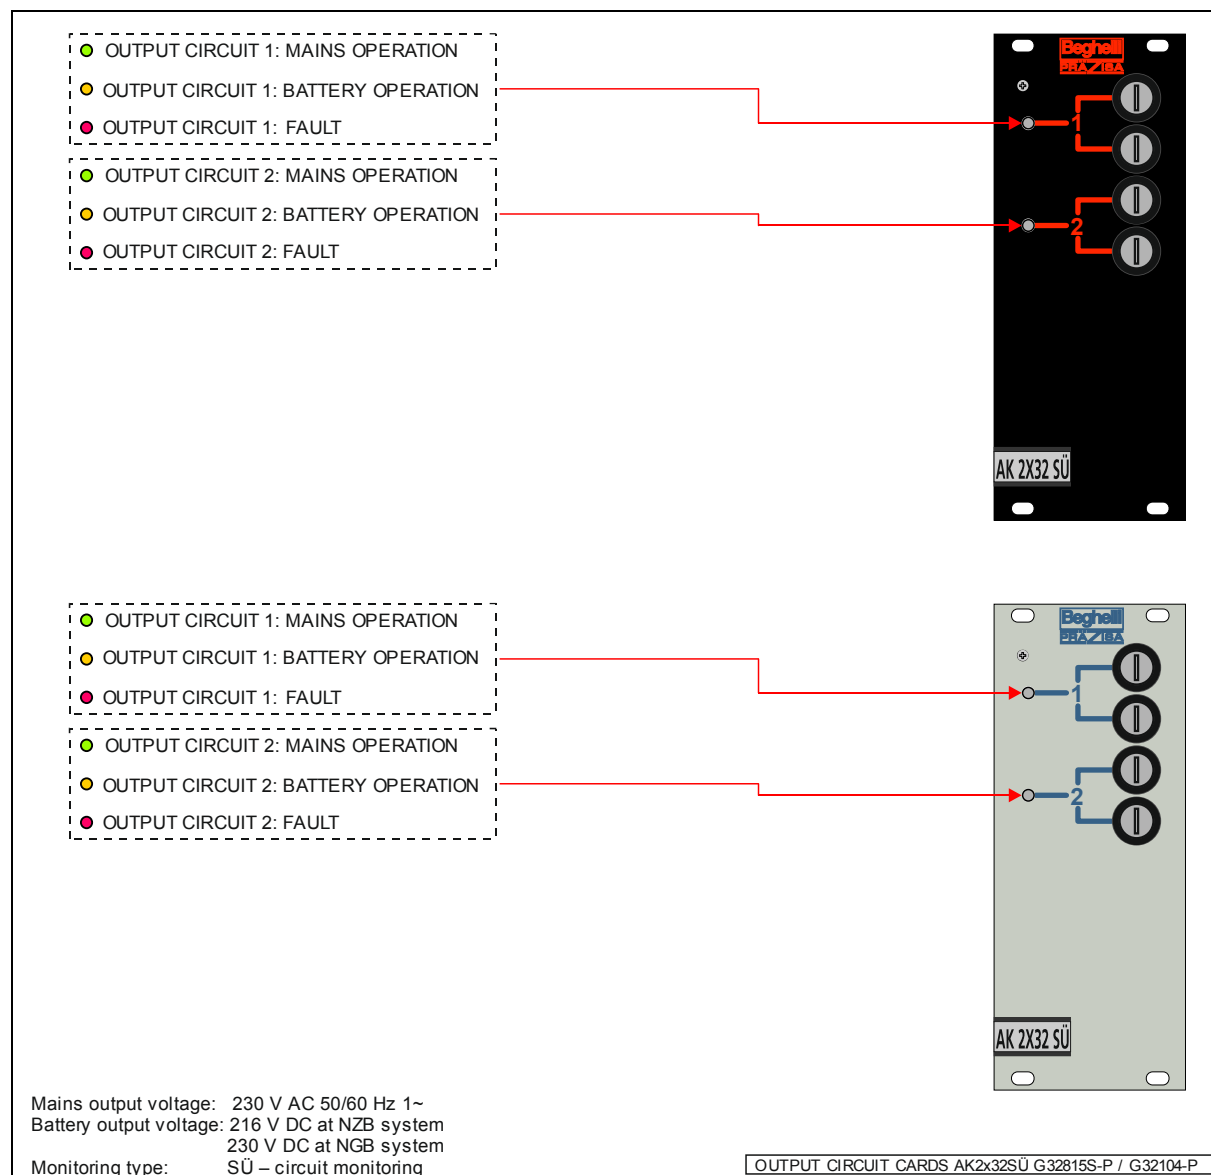 OUTPUT CIRCUIT 1: MAINS OPERATION
OUTPUT CIRCUIT 1: BATTERY OPERATION
OUTPUT CIRCUIT 1: FAULT
OUTPUT CIRCUIT 2: MAINS OPERATION
OUTPUT CIRCUIT 2: BATTERY OPERATION
OUTPUT CIRCUIT 2: FAULT
Beghelli
PRÄZISA
1
2
AK 2X32 SÜ
OUTPUT CIRCUIT 1: MAINS OPERATION
OUTPUT CIRCUIT 1: BATTERY OPERATION
OUTPUT CIRCUIT 1: FAULT
OUTPUT CIRCUIT 2: MAINS OPERATION
OUTPUT CIRCUIT 2: BATTERY OPERATION
OUTPUT CIRCUIT 2: FAULT
Beghelli
PRÄZISA
1
2
AK 2X32 SÜ
Mains output voltage: 230 V AC 50/60 Hz 1~
Battery output voltage: 216 V DC at NZB system
230 V DC at NGB system
Monitoring type: SÜ – circuit monitoring
OUTPUT CIRCUIT CARDS AK2x32SÜ G32815S-P / G32104-P